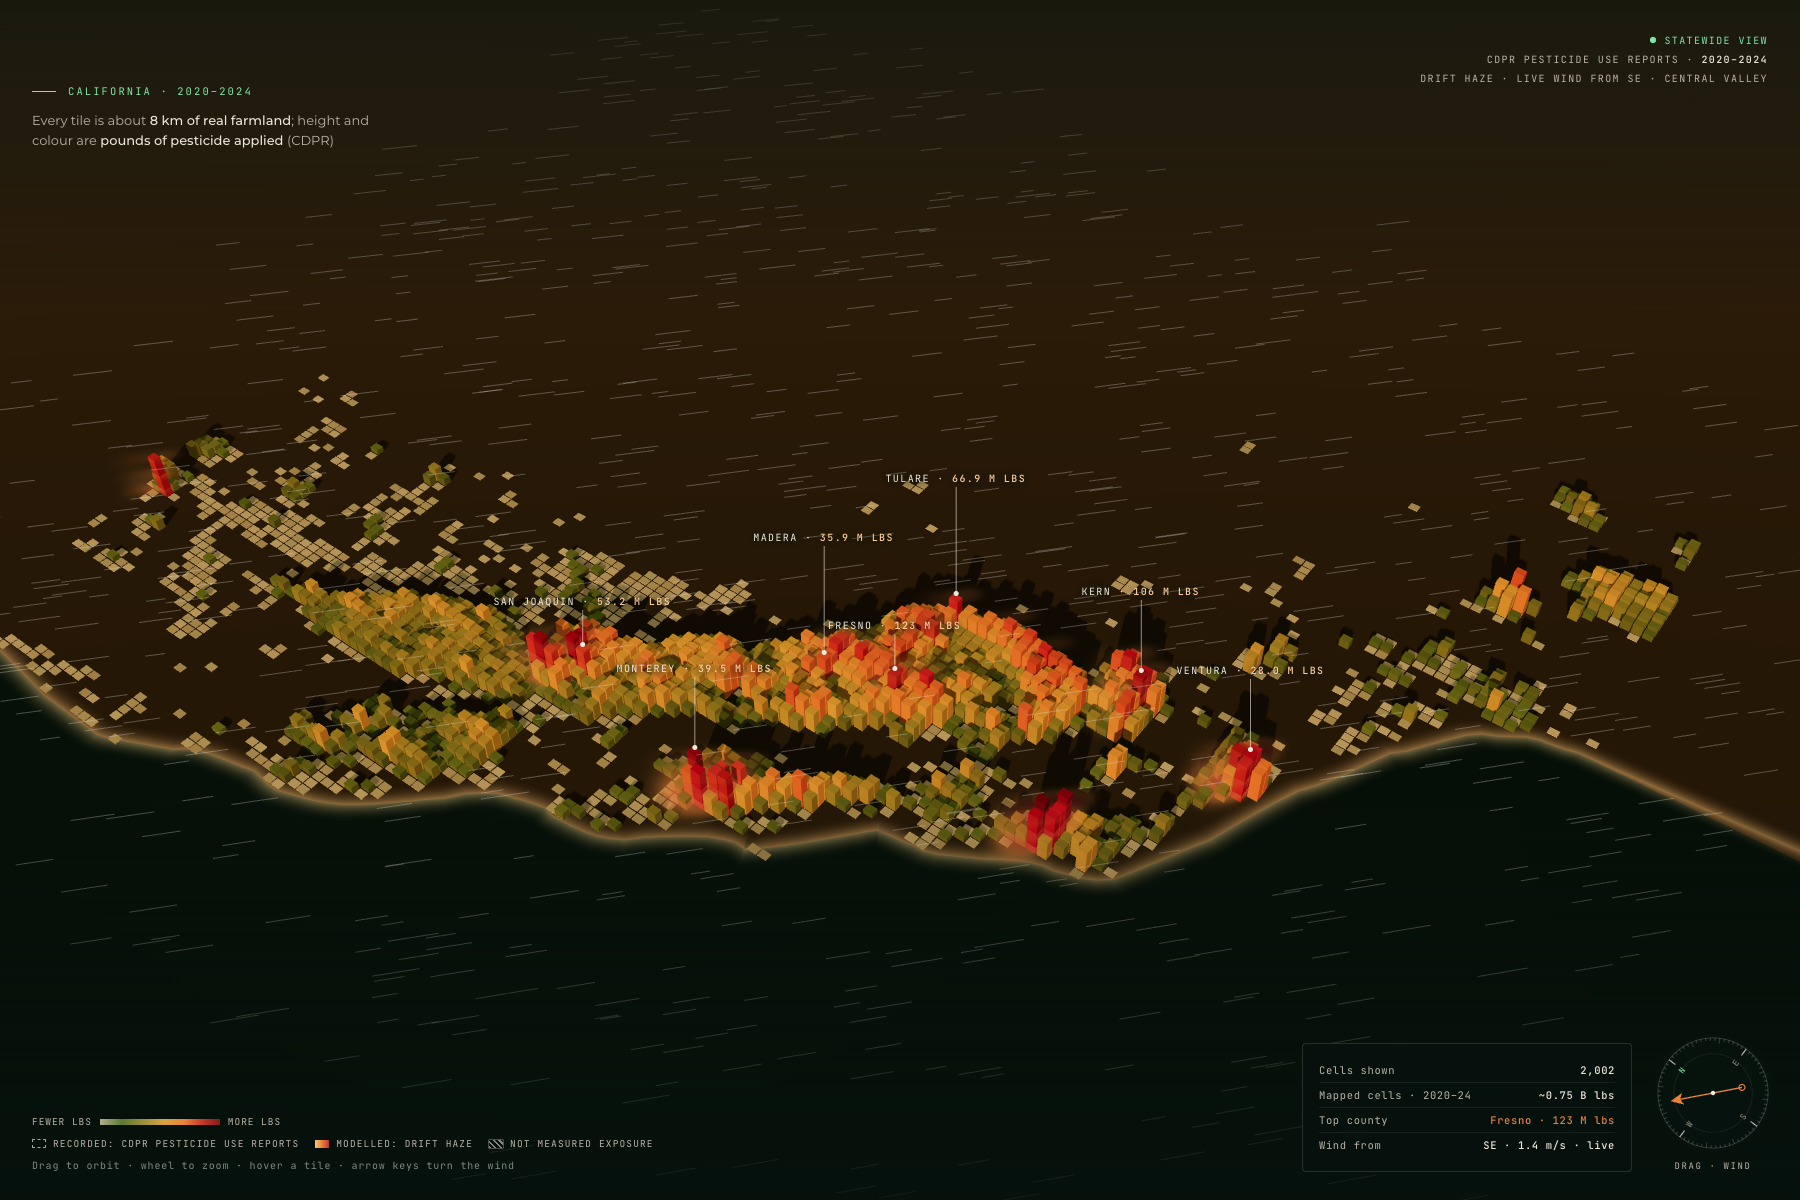 STATEWIDE VIEW
CDPR PESTICIDE USE REPORTS · 2020–2024
DRIFT HAZE · LIVE WIND FROM SE · CENTRAL VALLEY
CALIFORNIA · 2020–2024
Every tile is about 8 km of real farmland; height and
colour are pounds of pesticide applied (CDPR)
TULARE · 66.9 M LBS
MADERA · 35.9 M LBS
KERN · 106 M LBS
SAN JOAQUIN · 53.2 M LBS
FRESNO · 123 M LBS
MONTEREY · 39.5 M LBS
VENTURA · 28.0 M LBS
Cells shown 2,002
Mapped cells · 2020–24 ~0.75 B lbs
Top county Fresno · 123 M lbs
Wind from SE · 1.4 m/s · live
N
E
S
W
DRAG · WIND
FEWER LBS MORE LBS
RECORDED: CDPR PESTICIDE USE REPORTS MODELLED: DRIFT HAZE NOT MEASURED EXPOSURE
Drag to orbit · wheel to zoom · hover a tile · arrow keys turn the wind